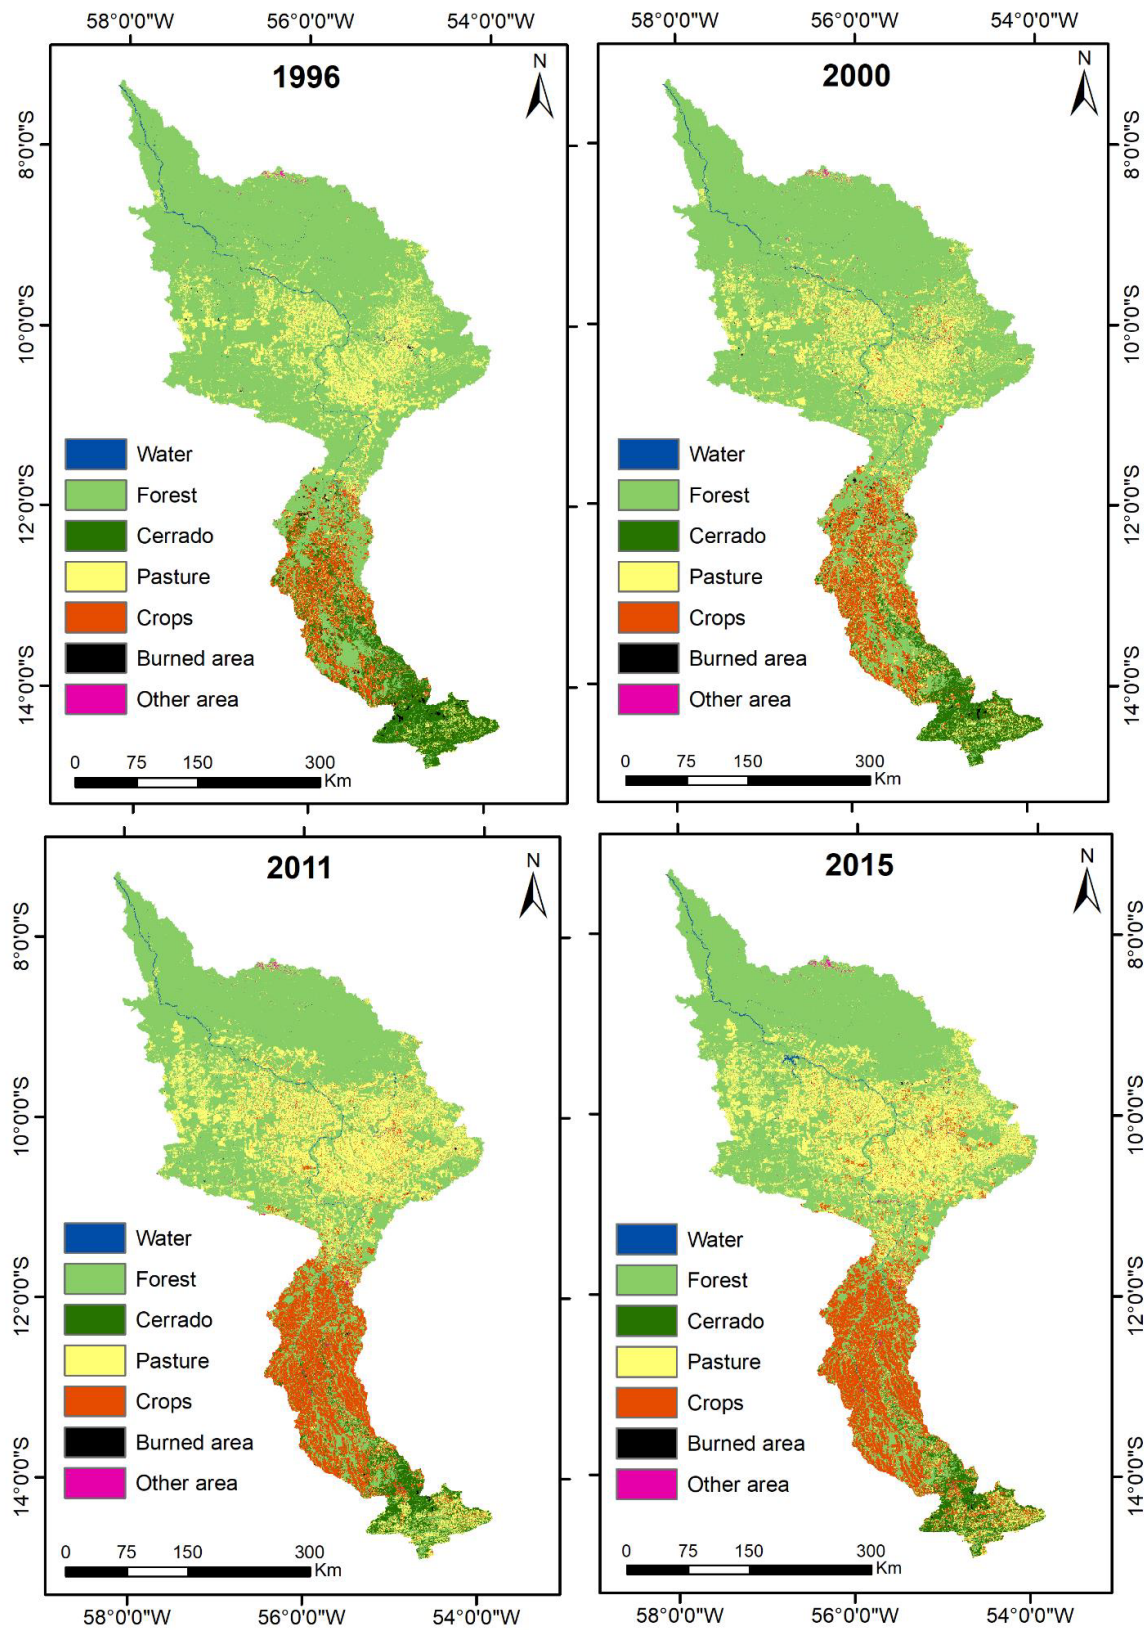 58°0'0"W 56°0'0"W 54°0'0"W 58°0'0"W 56°0'0"W 54°0'0"W
1996
N
2000
N
8°0'0"S
10°0'0"S
12°0'0"S
14°0'0"S
8°0'0"S
10°0'0"S
12°0'0"S
14°0'0"S
Water
Forest
Cerrado
Pasture
Crops
Burned area
Other area
0 75 150 300
Km
Water
Forest
Cerrado
Pasture
Crops
Burned area
Other area
0 75 150 300
Km
2011
N
2015
N
8°0'0"S
10°0'0"S
12°0'0"S
14°0'0"S
8°0'0"S
10°0'0"S
12°0'0"S
14°0'0"S
Water
Forest
Cerrado
Pasture
Crops
Burned area
Other area
0 75 150 300
Km
Water
Forest
Cerrado
Pasture
Crops
Burned area
Other area
0 75 150 300
Km
58°0'0"W 56°0'0"W 54°0'0"W 58°0'0"W 56°0'0"W 54°0'0"W